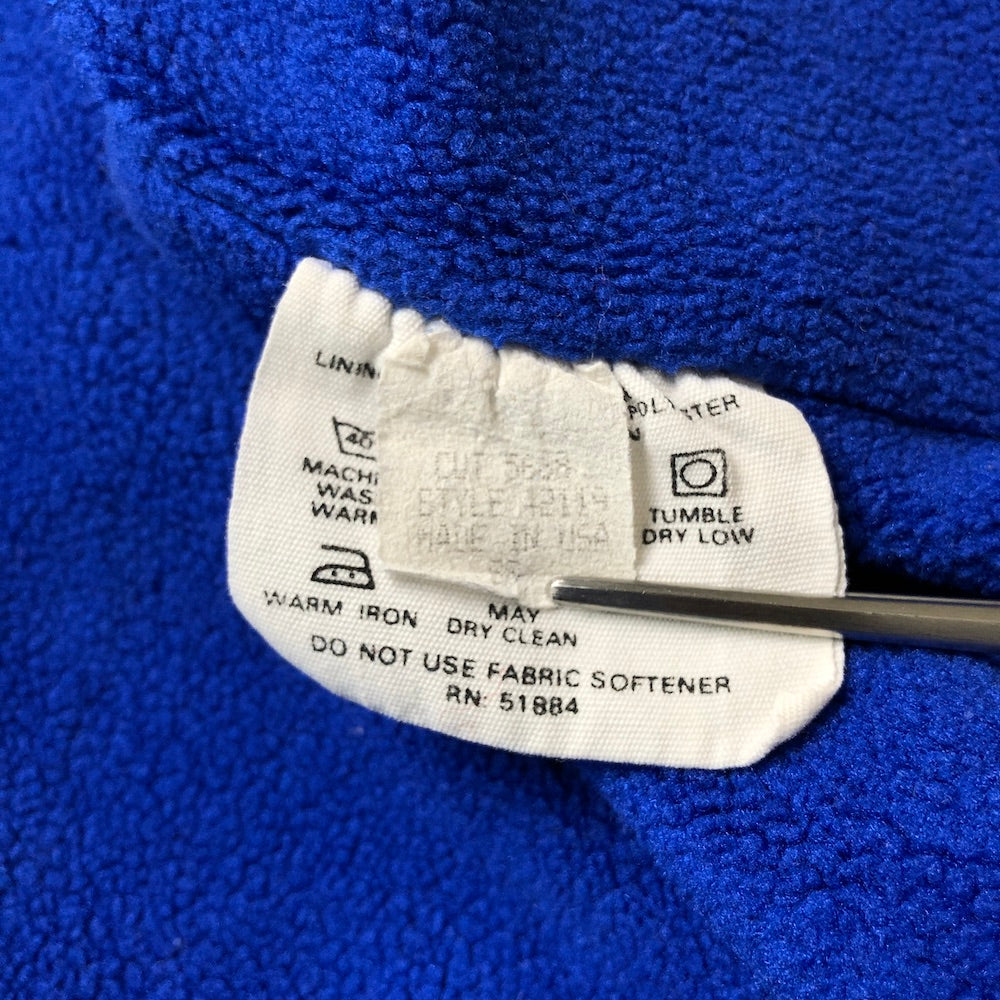 LININ
POLY TER
40
MACHI
WAS
WARM
CUT
STYLE 42119
MADE IN USA
TUMBLE
DRY LOW
WARM IRON
MAY
DRY CLEAN
DO NOT USE FABRIC SOFTENER
RN: 51884